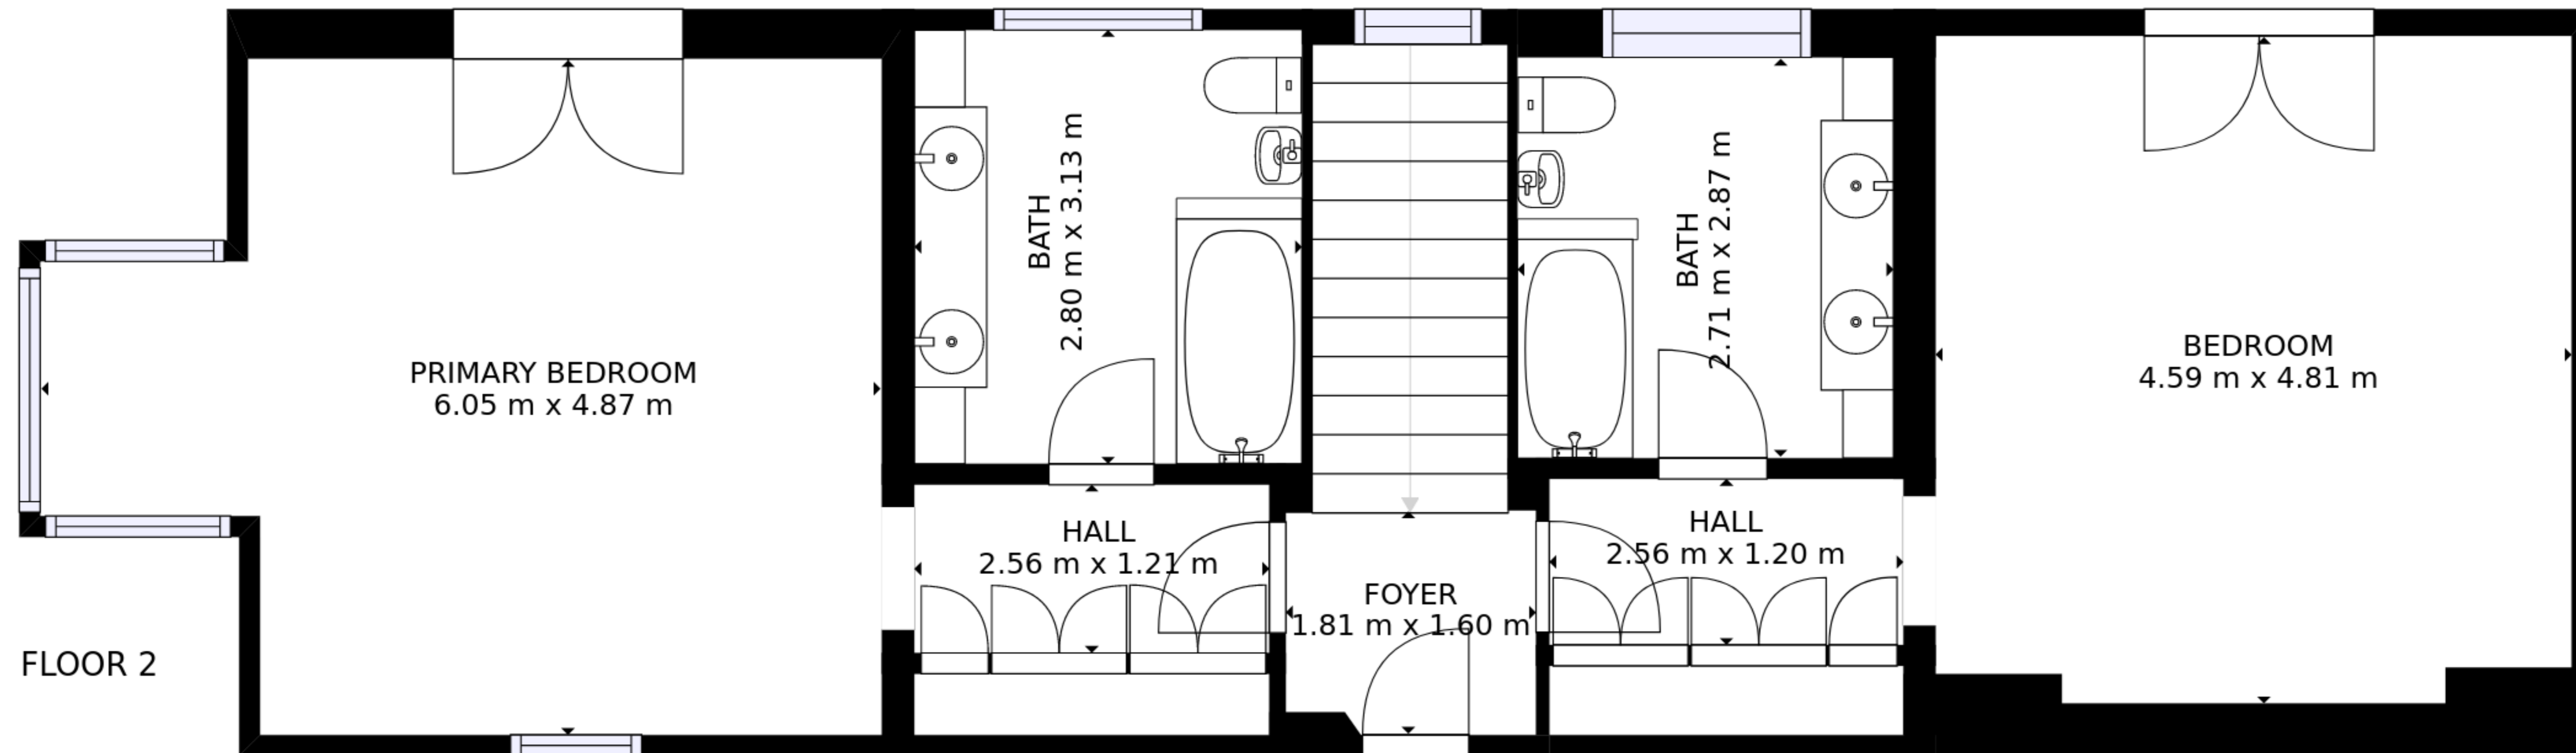 PRIMARY BEDROOM
6.05 m x 4.87 m
BATH
2.80 m x 3.13 m
BATH
2.71 m x 2.87 m
BEDROOM
4.59 m x 4.81 m
HALL
2.56 m x 1.21 m
FOYER
1.81 m x 1.60 m
HALL
2.56 m x 1.20 m
FLOOR 2